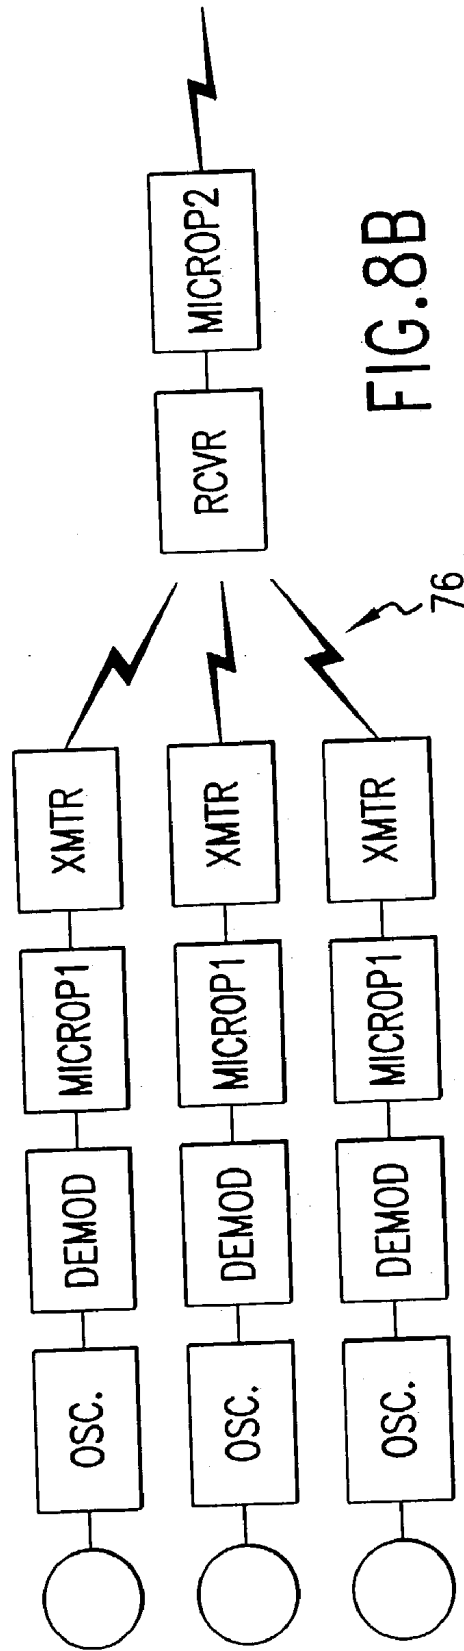 OSC. DEMOD MICROP1 XMTR
OSC. DEMOD MICROP1 XMTR
OSC. DEMOD MICROP1 XMTR
76
RCVR MICROP2
FIG.8B